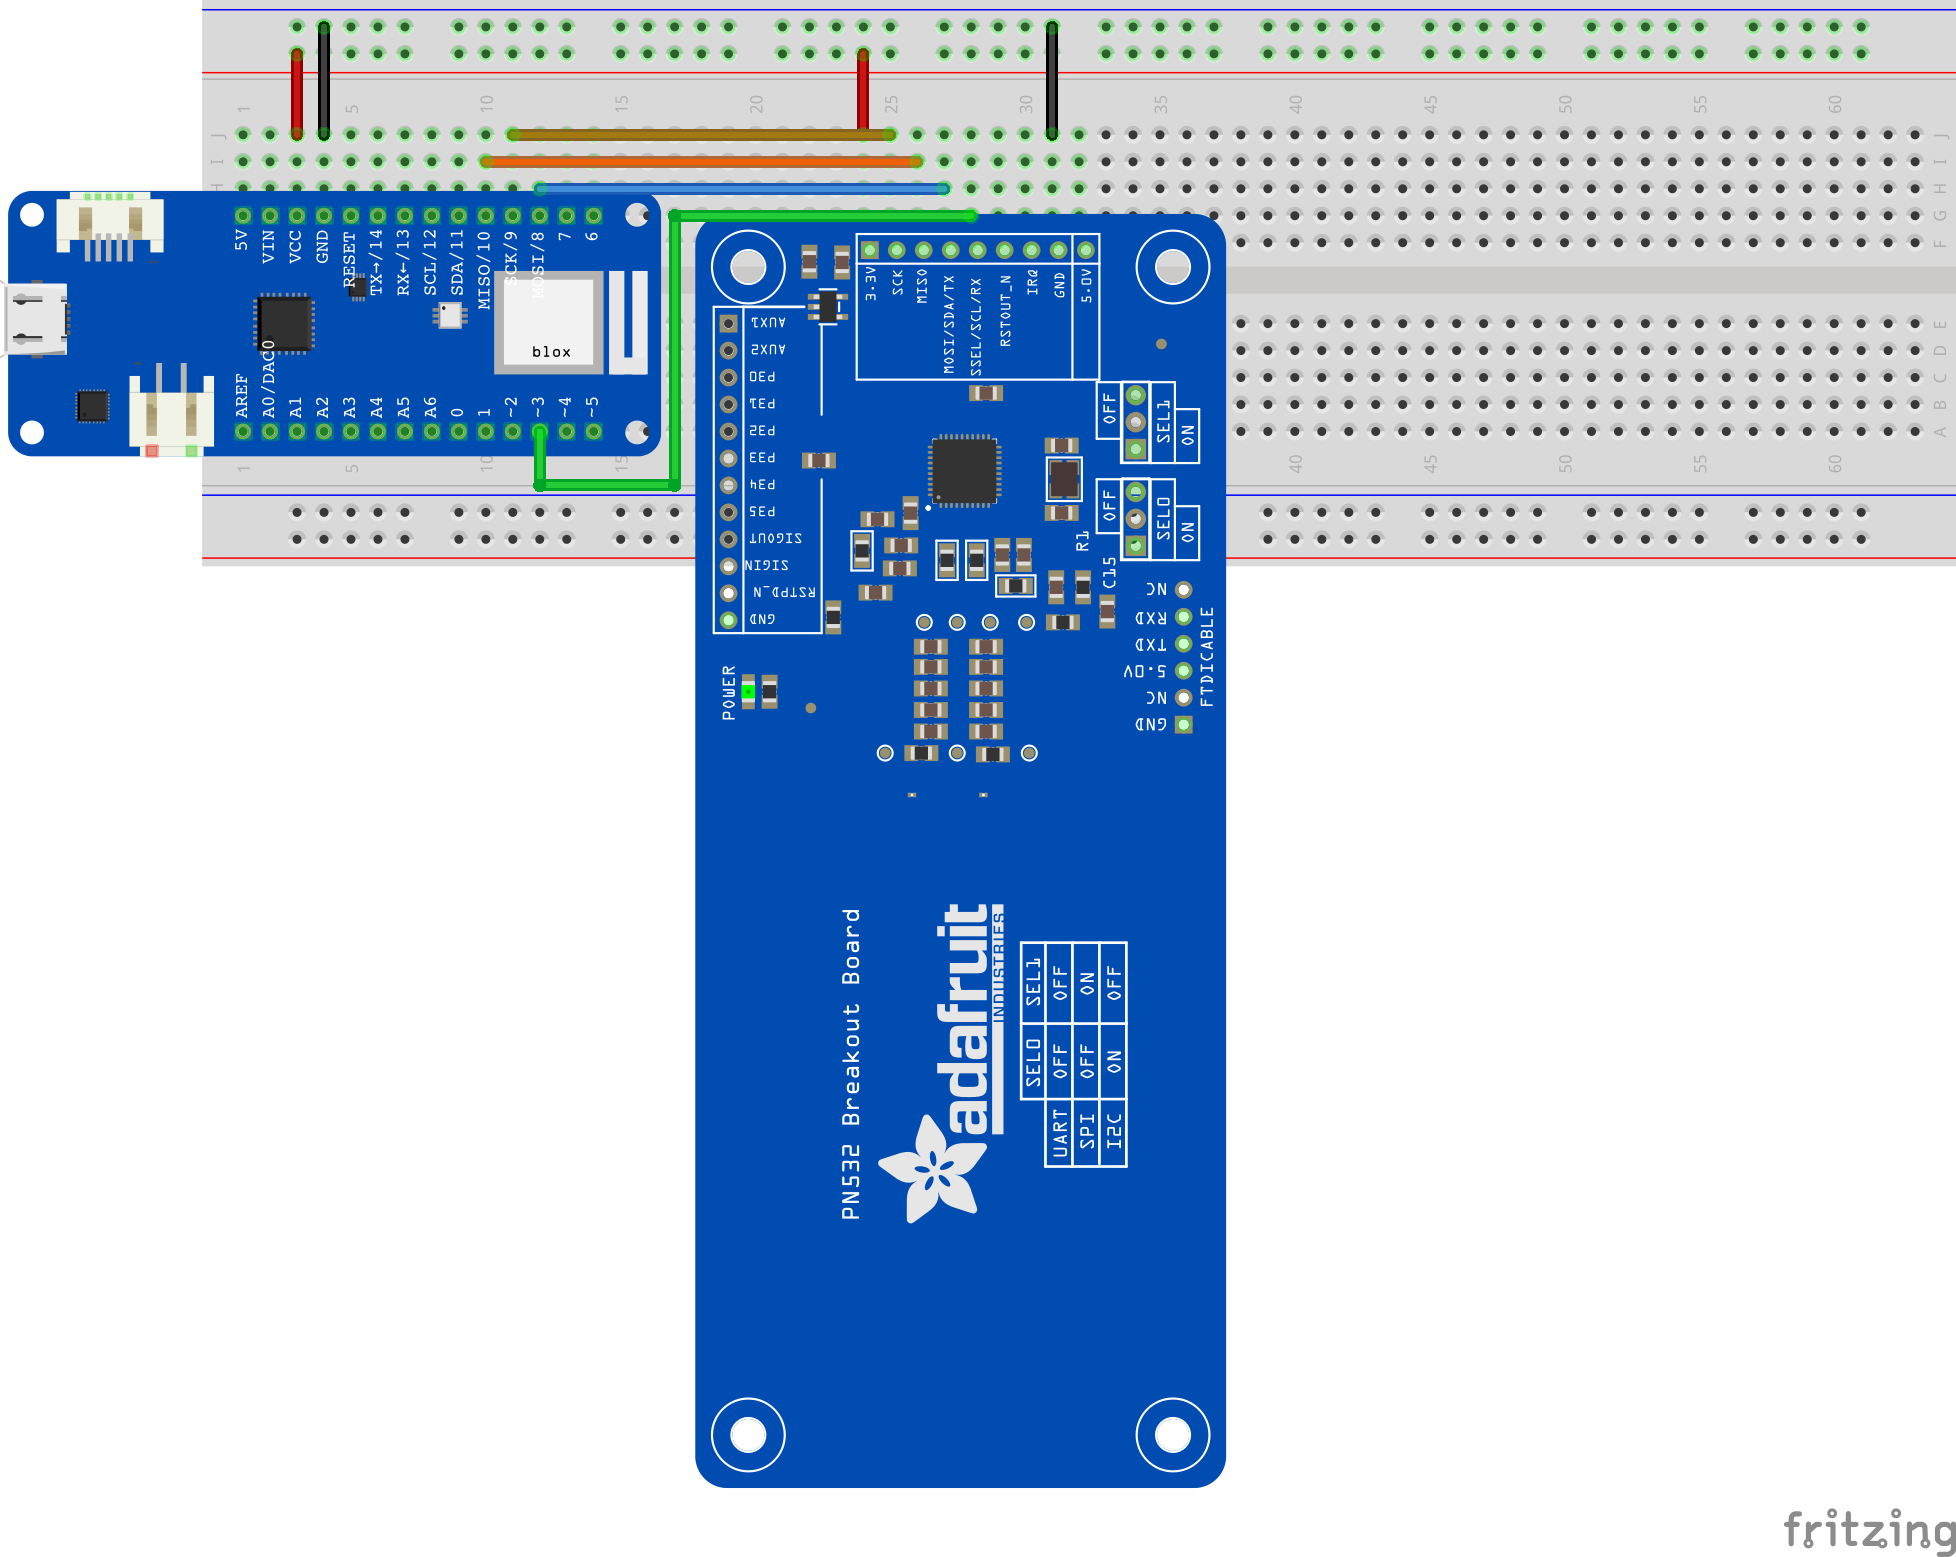 1 5 10 15 20 25 30 35 40 45 50 55 60
J J
I I
H H
G
F
5V VIN VCC GND RESET TX→/14 RX←/13 SCL/12 SDA/11 MISO/10 SCK/9 MOSI/8 7 6
blox
AREF A0/DAC0 A1 A2 A3 A4 A5 A6 0 1 ~2 ~3 ~4 ~5
E
D
C
B
A
1 5 10 15 40 45 50 55 60
3.3V SCK MISO MOSI/SDA/TX SSEL/SCL/RX RSTOUT_N IRQ GND 5.0V
AUX1
AUX2
P30
P31
P32
P33
P34
P35
SIGOUT
SIGIN
RSTPD_N
GND
OFF SEL1 ON
OFF SEL0 ON
R1
C15
NC
RXD
TXD
5.0V
NC
GND
FTDICABLE
POWER
PN532 Breakout Board
adafruit
INDUSTRIES
SEL0 SEL1
UART OFF OFF
SPI OFF ON
I2C ON OFF
fritzing